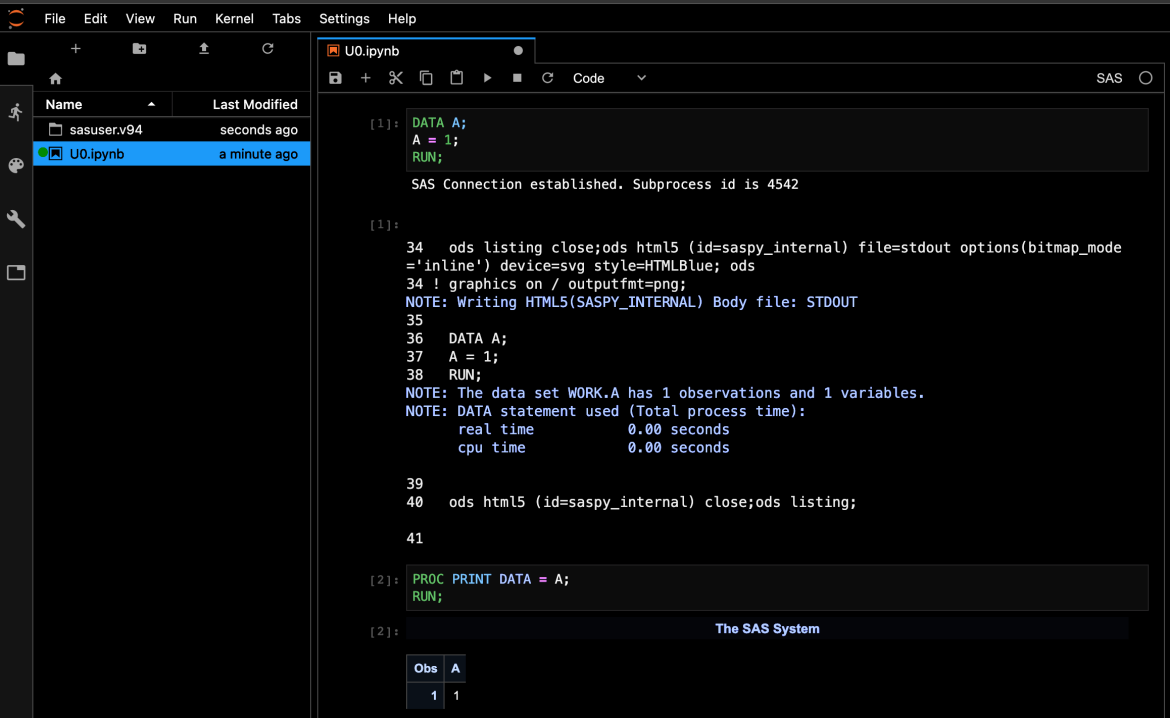 File Edit View Run Kernel Tabs Settings Help
Name Last Modified
sasuser.v94 seconds ago
U0.ipynb a minute ago
U0.ipynb
Code SAS
[1]: DATA A;
A = 1;
RUN;
SAS Connection established. Subprocess id is 4542
[1]:
34   ods listing close;ods html5 (id=saspy_internal) file=stdout options(bitmap_mode
='inline') device=svg style=HTMLBlue; ods
34 ! graphics on / outputfmt=png;
NOTE: Writing HTML5(SASPY_INTERNAL) Body file: STDOUT
35
36   DATA A;
37   A = 1;
38   RUN;
NOTE: The data set WORK.A has 1 observations and 1 variables.
NOTE: DATA statement used (Total process time):
      real time           0.00 seconds
      cpu time            0.00 seconds
39
40   ods html5 (id=saspy_internal) close;ods listing;
41
[2]: PROC PRINT DATA = A;
RUN;
[2]: The SAS System
Obs A
1 1